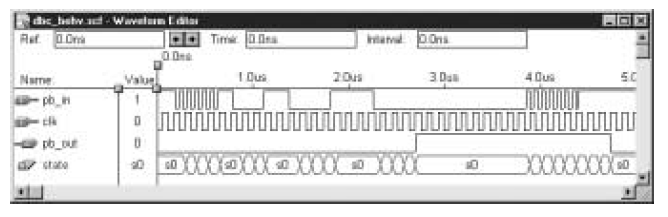 dbc_behv.scf - Waveform Editor
Ref: 0.0ns Time: 0.0ns Interval: 0.0ns
0.0ns
Name: Value: 1.0us 2.0us 3.0us 4.0us 5.0
pb_in 1
clk 0
pb_out 0
state s0 s0 s0 s0 s0 s0 s0